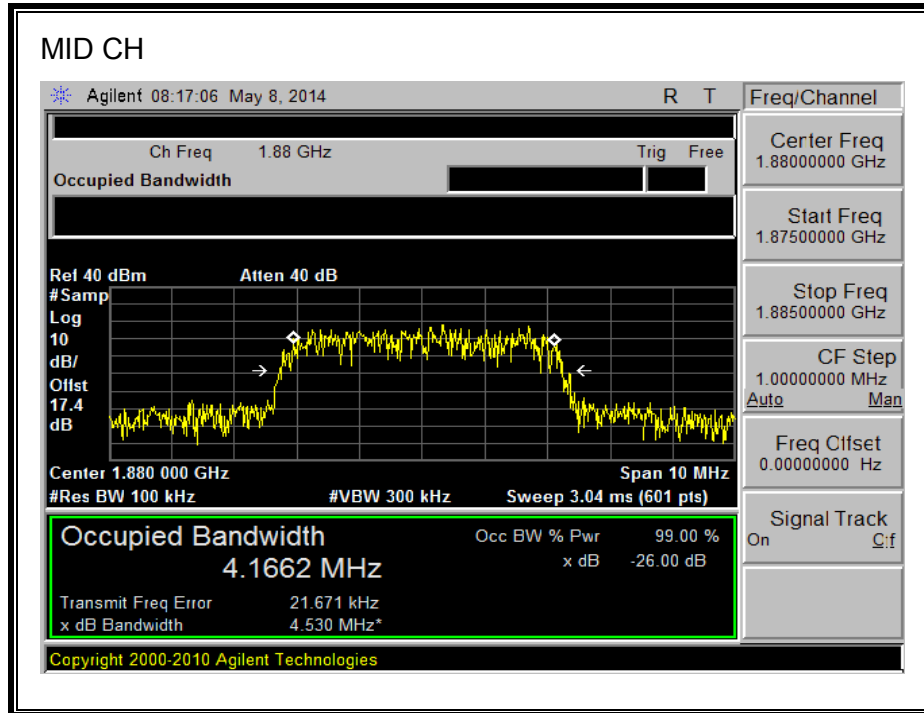 MID CH
Agilent 08:17:06 May 8, 2014 R T
Freq/Channel
Ch Freq 1.88 GHz Trig Free
Occupied Bandwidth
Center Freq
1.88000000 GHz
Start Freq
1.87500000 GHz
Stop Freq
1.88500000 GHz
CF Step
1.00000000 MHz
Auto Man
Freq Offset
0.00000000 Hz
Signal Track
On Off
Ref 40 dBm Atten 40 dB
#Samp
Log
10
dB/
Offst
17.4
dB
Center 1.880 000 GHz Span 10 MHz
#Res BW 100 kHz #VBW 300 kHz Sweep 3.04 ms (601 pts)
Occupied Bandwidth
4.1662 MHz
Occ BW % Pwr 99.00 %
x dB -26.00 dB
Transmit Freq Error 21.671 kHz
x dB Bandwidth 4.530 MHz*
Copyright 2000-2010 Agilent Technologies